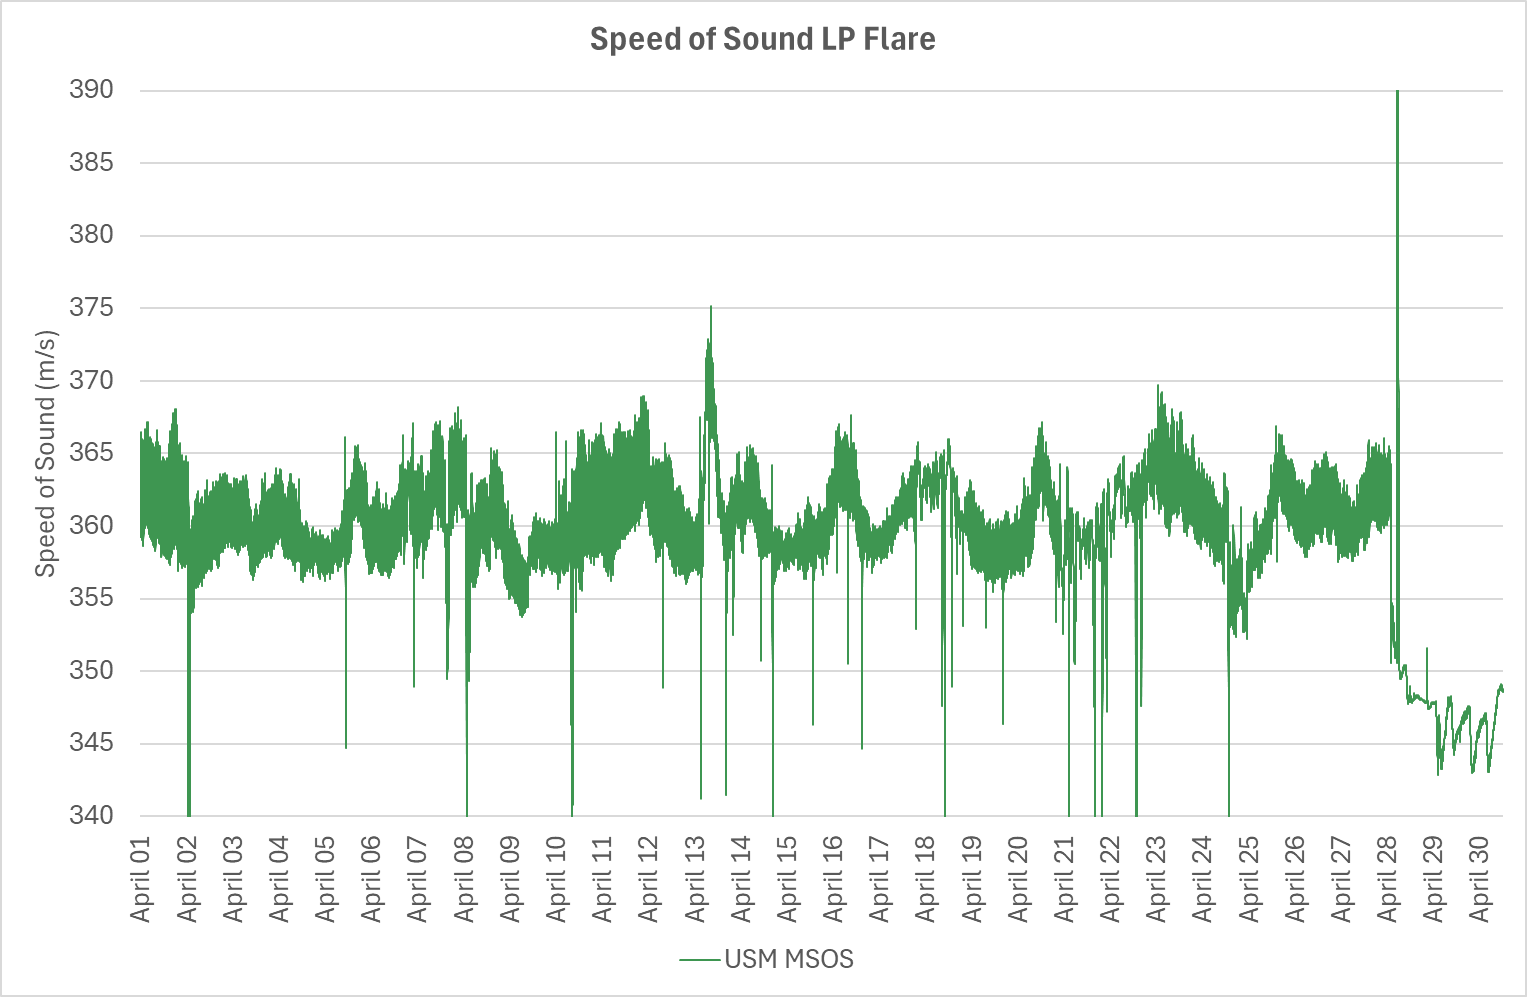 Speed of Sound LP Flare
Speed of Sound (m/s)
390
385
380
375
370
365
360
355
350
345
340
April 01
April 02
April 03
April 04
April 05
April 06
April 07
April 08
April 09
April 10
April 11
April 12
April 13
April 14
April 15
April 16
April 17
April 18
April 19
April 20
April 21
April 22
April 23
April 24
April 25
April 26
April 27
April 28
April 29
April 30
USM MSOS